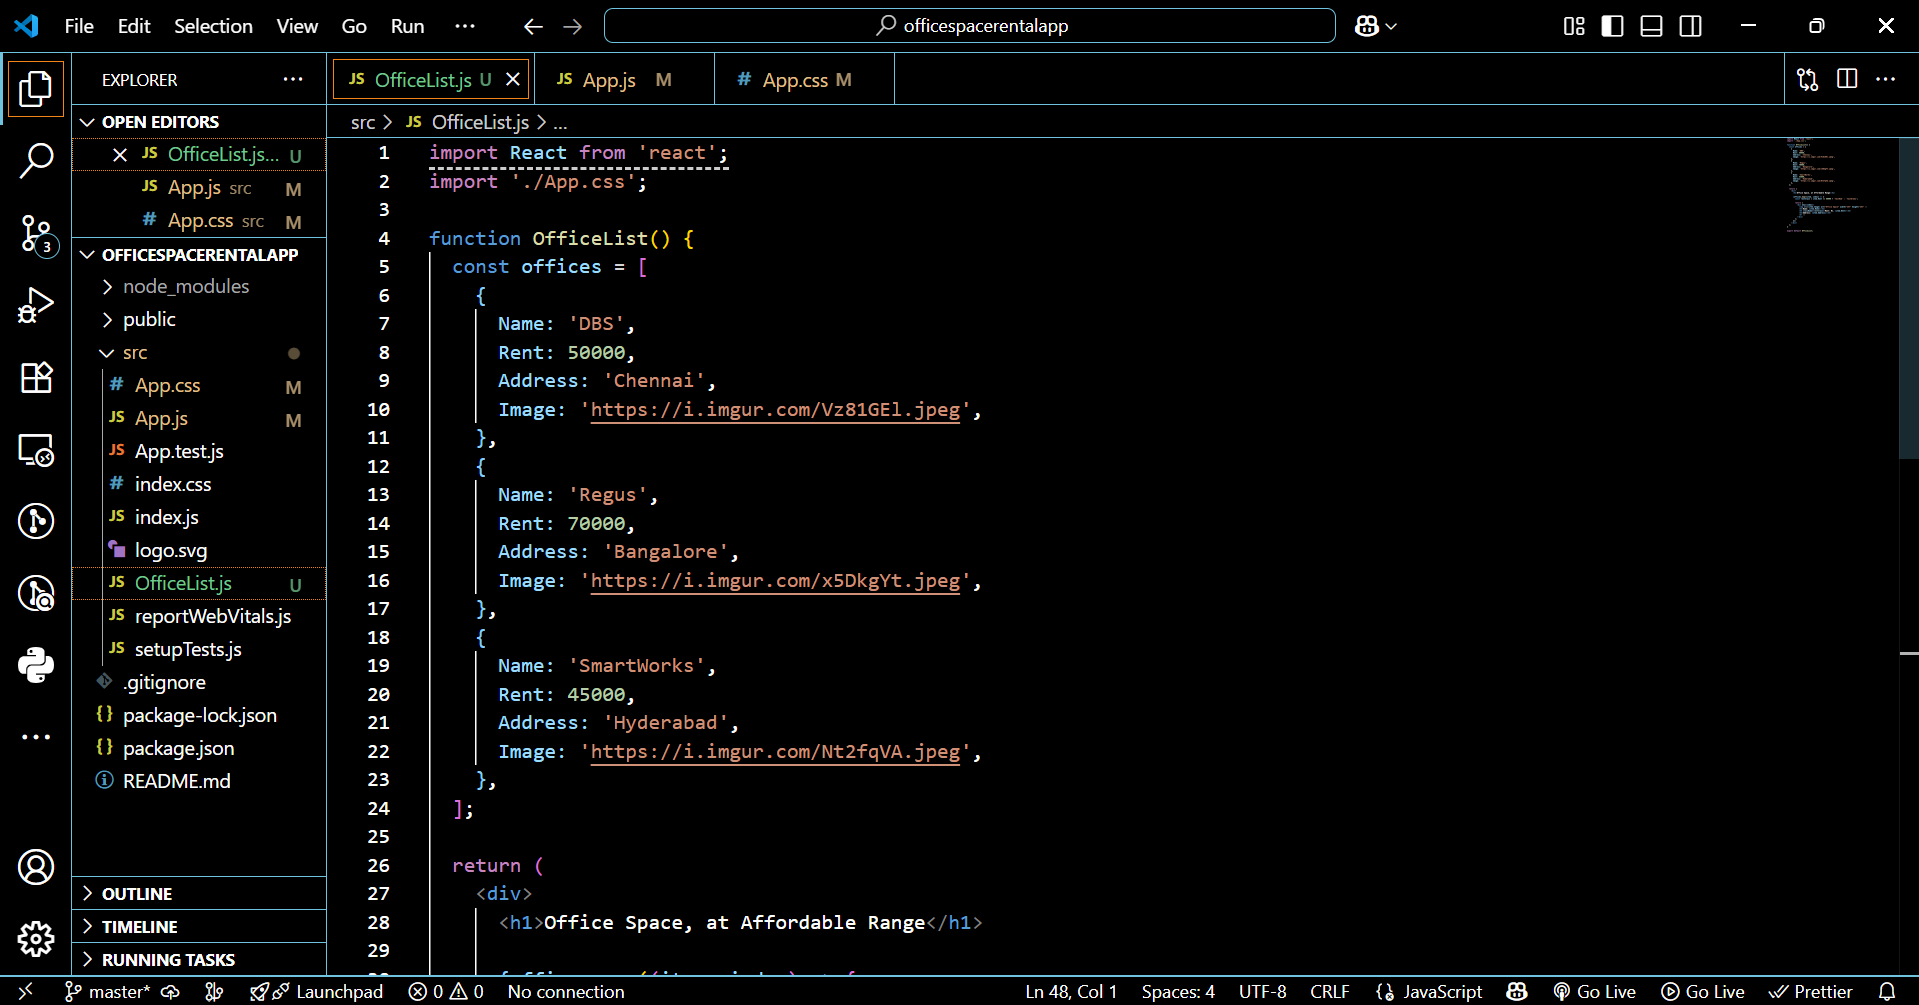 File Edit Selection View Go Run ··· officespacerentalapp
EXPLORER ···
OPEN EDITORS
JS OfficeList.js... U
JS App.js src M
# App.css src M
OFFICESPACERENTALAPP
node_modules
public
src
# App.css M
JS App.js M
JS App.test.js
# index.css
JS index.js
logo.svg
JS OfficeList.js U
JS reportWebVitals.js
JS setupTests.js
.gitignore
{} package-lock.json
{} package.json
README.md
OUTLINE
TIMELINE
RUNNING TASKS
3
JS OfficeList.js U JS App.js M # App.css M
src > JS OfficeList.js > ...
1 import React from 'react';
2 import './App.css';
3
4 function OfficeList() {
5 const offices = [
6 {
7 Name: 'DBS',
8 Rent: 50000,
9 Address: 'Chennai',
10 Image: 'https://i.imgur.com/Vz81GEl.jpeg',
11 },
12 {
13 Name: 'Regus',
14 Rent: 70000,
15 Address: 'Bangalore',
16 Image: 'https://i.imgur.com/x5DkgYt.jpeg',
17 },
18 {
19 Name: 'SmartWorks',
20 Rent: 45000,
21 Address: 'Hyderabad',
22 Image: 'https://i.imgur.com/Nt2fqVA.jpeg',
23 },
24 ];
25
26 return (
27 <div>
28 <h1>Office Space, at Affordable Range</h1>
29
master* Launchpad 0 0 No connection Ln 48, Col 1 Spaces: 4 UTF-8 CRLF JavaScript Go Live Go Live Prettier